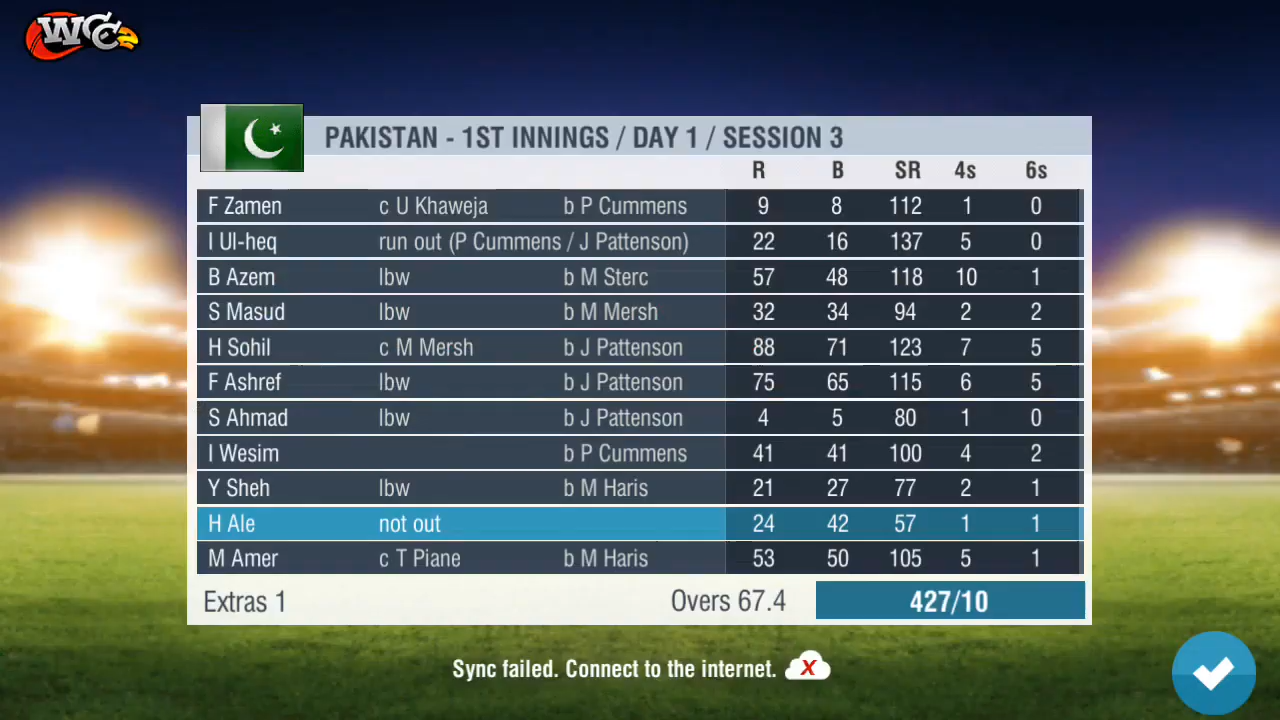 WCC
PAKISTAN - 1ST INNINGS / DAY 1 / SESSION 3
R B SR 4s 6s
F Zamen c U Khaweja b P Cummens 9 8 112 1 0
I Ul-heq run out (P Cummens / J Pattenson) 22 16 137 5 0
B Azem lbw b M Sterc 57 48 118 10 1
S Masud lbw b M Mersh 32 34 94 2 2
H Sohil c M Mersh b J Pattenson 88 71 123 7 5
F Ashref lbw b J Pattenson 75 65 115 6 5
S Ahmad lbw b J Pattenson 4 5 80 1 0
I Wesim b P Cummens 41 41 100 4 2
Y Sheh lbw b M Haris 21 27 77 2 1
H Ale not out 24 42 57 1 1
M Amer c T Piane b M Haris 53 50 105 5 1
Extras 1 Overs 67.4 427/10
Sync failed. Connect to the internet. X